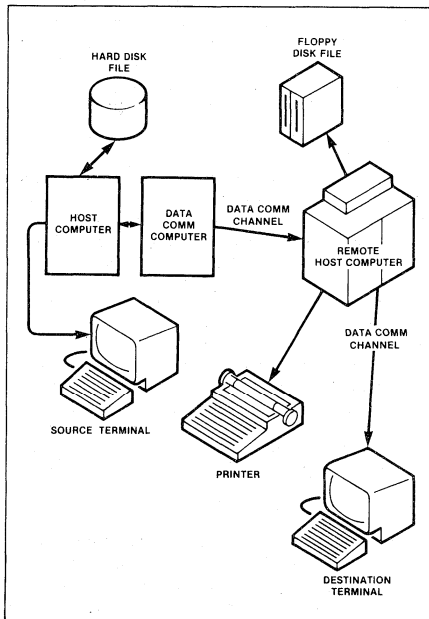 HARD DISK
FILE
FLOPPY
DISK FILE
HOST
COMPUTER
DATA
COMM
COMPUTER
DATA COMM
CHANNEL
REMOTE
HOST COMPUTER
DATA COMM
CHANNEL
SOURCE TERMINAL
PRINTER
DESTINATION
TERMINAL